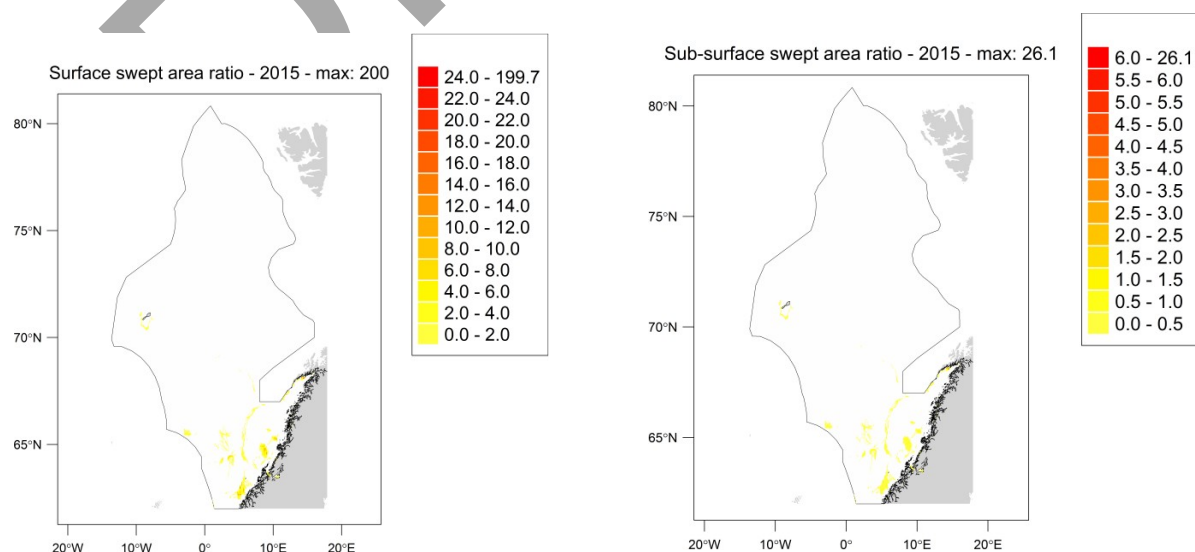 Surface swept area ratio - 2015 - max: 200
24.0 - 199.7
22.0 - 24.0
20.0 - 22.0
18.0 - 20.0
16.0 - 18.0
14.0 - 16.0
12.0 - 14.0
10.0 - 12.0
8.0 - 10.0
6.0 - 8.0
4.0 - 6.0
2.0 - 4.0
0.0 - 2.0
80°N
75°N
70°N
65°N
20°W 10°W 0° 10°E 20°E
Sub-surface swept area ratio - 2015 - max: 26.1
6.0 - 26.1
5.5 - 6.0
5.0 - 5.5
4.5 - 5.0
4.0 - 4.5
3.5 - 4.0
3.0 - 3.5
2.5 - 3.0
2.0 - 2.5
1.5 - 2.0
1.0 - 1.5
0.5 - 1.0
0.0 - 0.5
80°N
75°N
70°N
65°N
20°W 10°W 0° 10°E 20°E